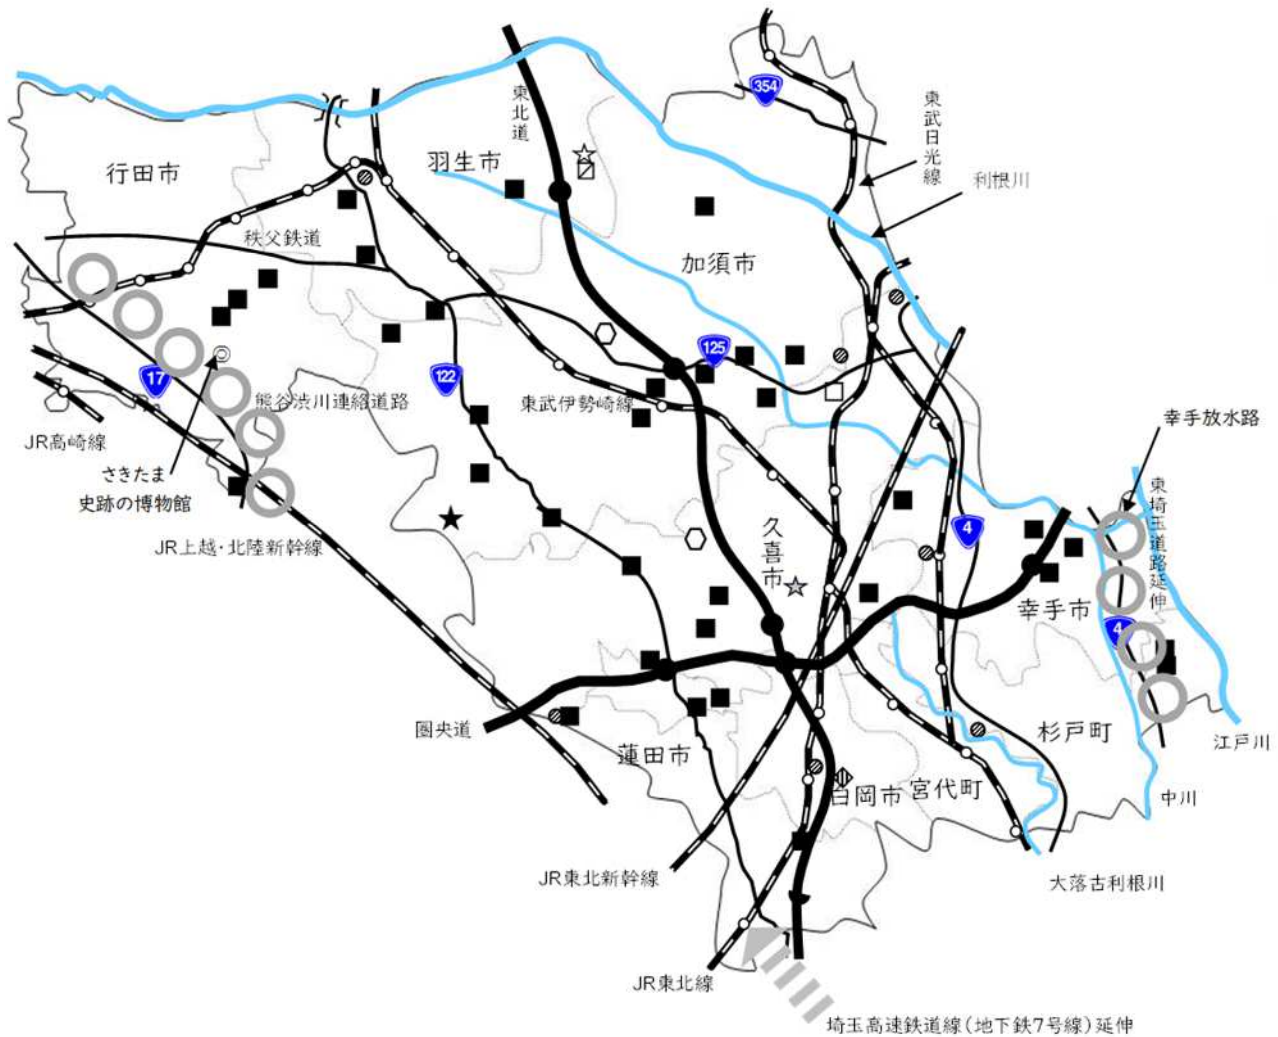 354
東北道
東武日光線
行田市
羽生市
利根川
秩父鉄道
加須市
125
17
122
熊谷渋川連絡道路
東武伊勢崎線
幸手放水路
JR高崎線
さきたま
史跡の博物館
東埼玉道路延伸
JR上越・北陸新幹線
久喜市
4
幸手市
4
圏央道
蓮田市
杉戸町
江戸川
白岡市
宮代町
中川
JR東北新幹線
大落古利根川
JR東北線
埼玉高速鉄道線（地下鉄7号線）延伸